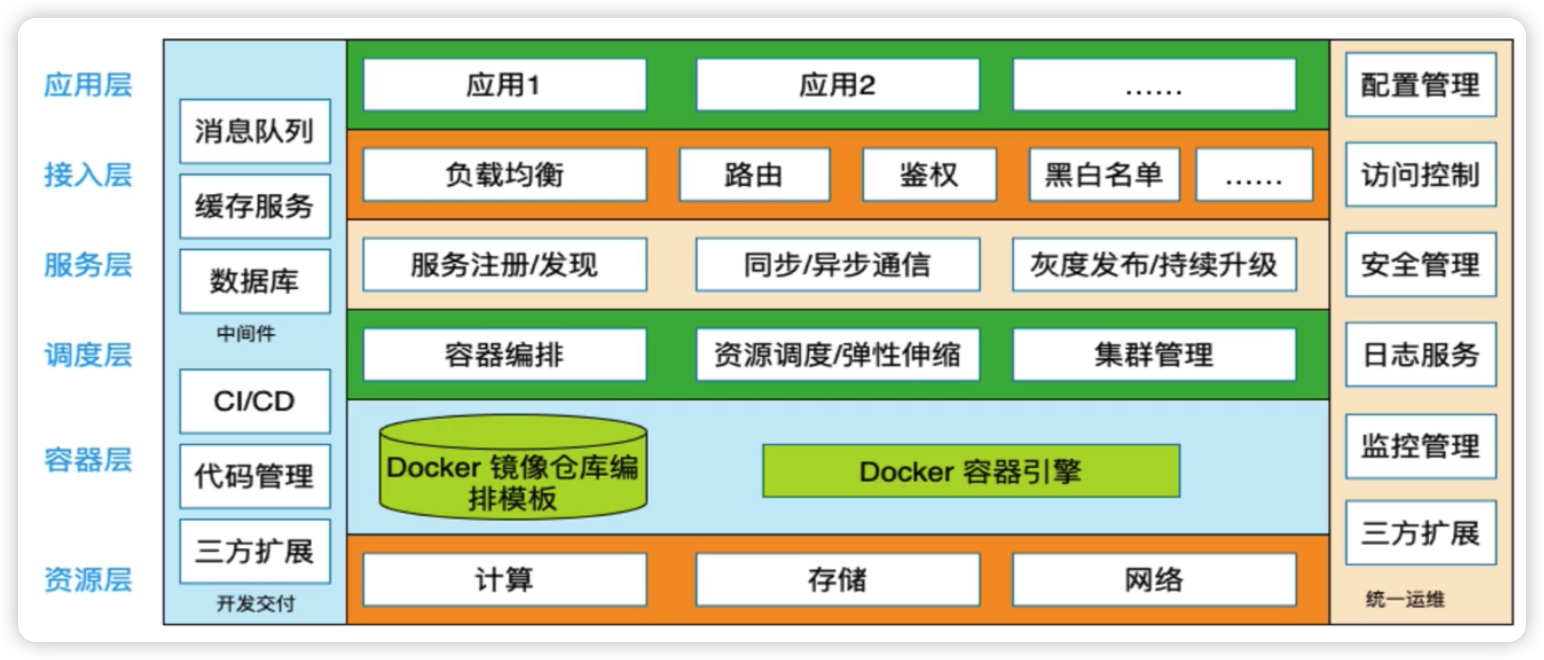 应用层
接入层
服务层
调度层
容器层
资源层
消息队列
缓存服务
数据库
中间件
CI/CD
代码管理
三方扩展
开发交付
应用1
应用2
……
负载均衡
路由
鉴权
黑白名单
……
服务注册/发现
同步/异步通信
灰度发布/持续升级
容器编排
资源调度/弹性伸缩
集群管理
Docker 镜像仓库编
排模板
Docker 容器引擎
计算
存储
网络
配置管理
访问控制
安全管理
日志服务
监控管理
三方扩展
统一运维